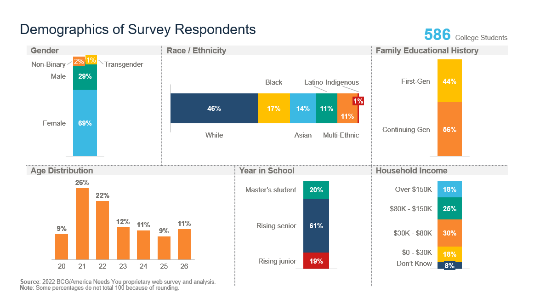 Demographics of Survey Respondents
586 College Students
Gender
Non Binary
2%
1%
Transgender
Male
29%
Female
69%
Race / Ethnicity
Black
Latino
Indigenous
46%
17%
14%
11%
11%
1%
White
Asian
Multi Ethnic
Family Educational History
First-Gen
44%
Continuing Gen
56%
Age Distribution
9%
26%
22%
12%
11%
9%
11%
20 21 22 23 24 25 26
Year in School
Master's student
20%
Rising senior
61%
Rising junior
19%
Household Income
Over $150K
$80K - $150K
25%
$30K - $80K
30%
$0 - $30K
Don't Know
8%
Source: 2022 BCG/America Needs You proprietary web survey and analysis.
Note: Some percentages do not total 100 because of rounding.